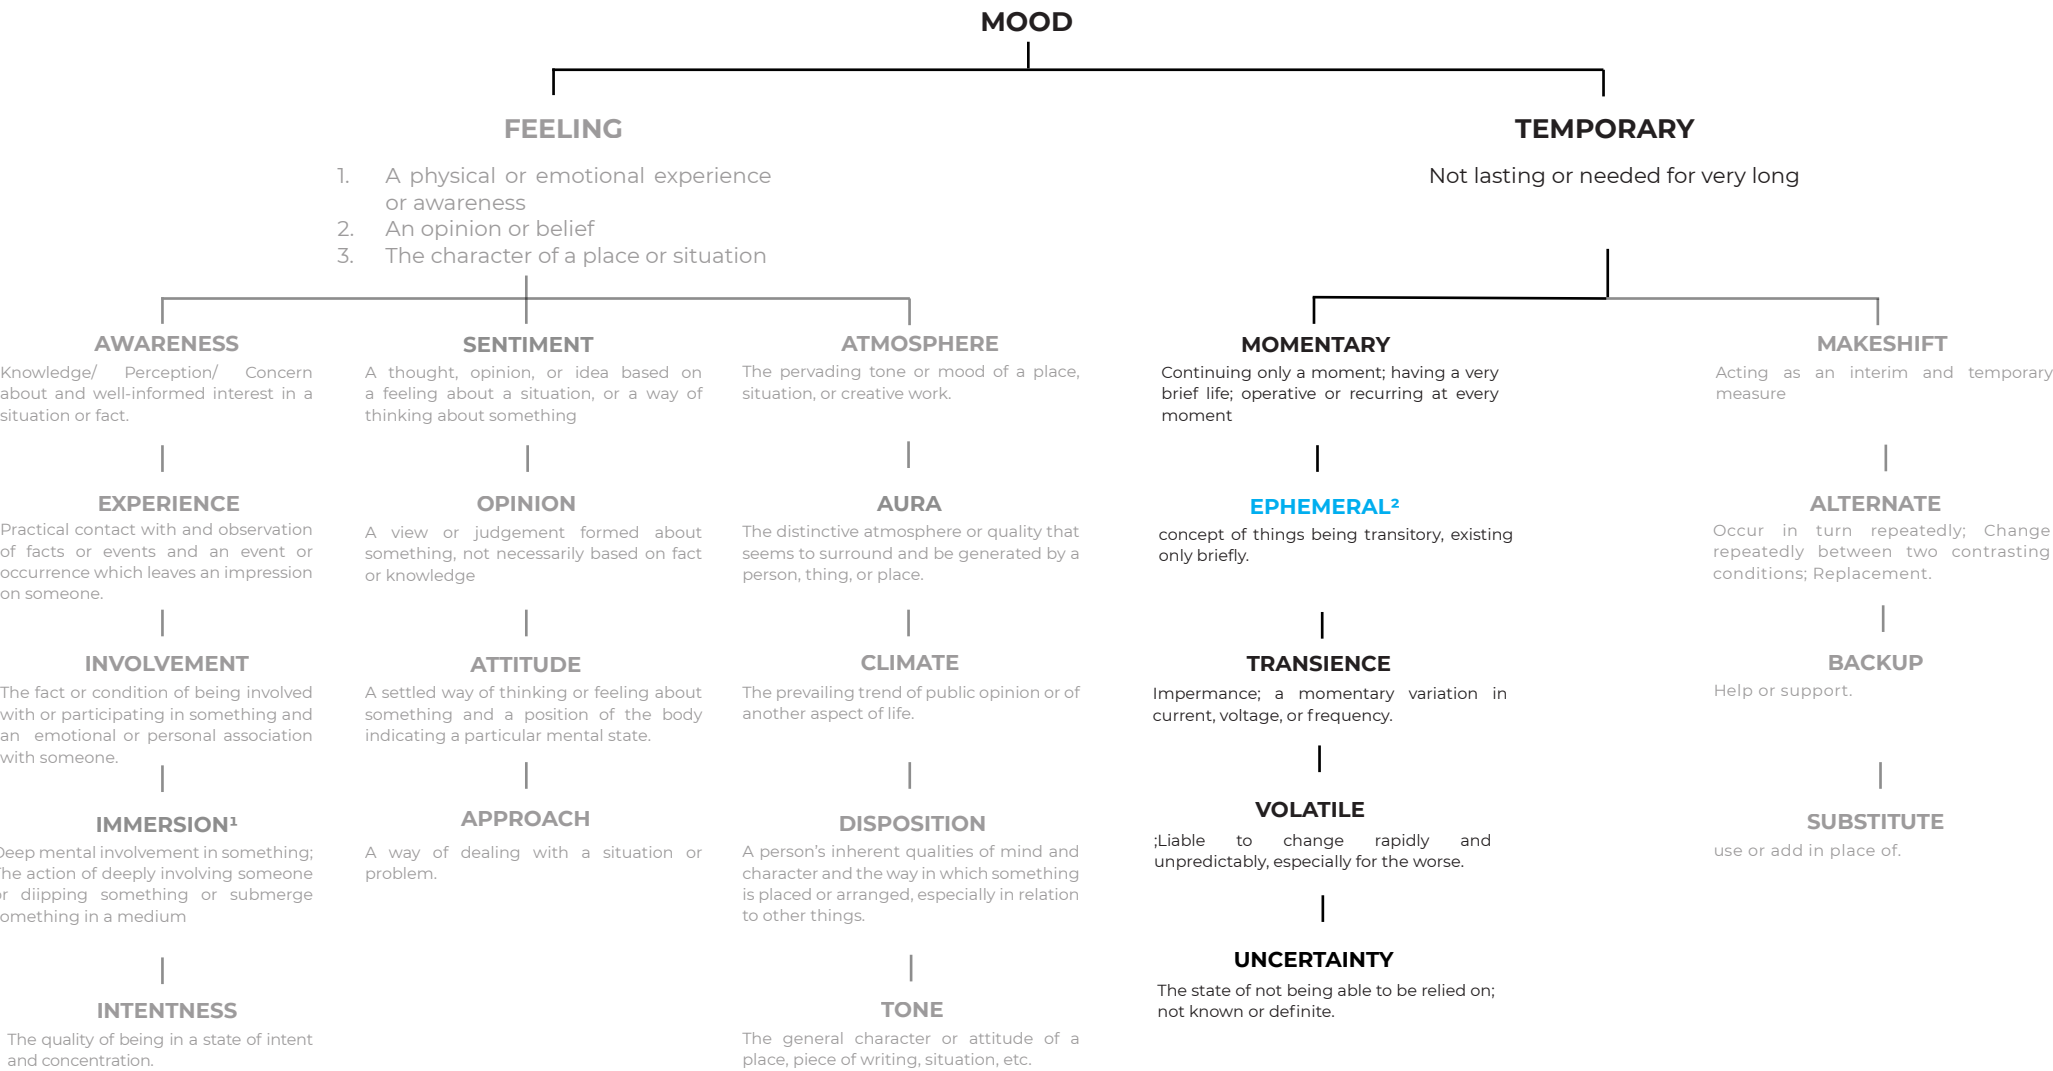 MOOD
FEELING
1. A physical or emotional experience
or awareness
2. An opinion or belief
3. The character of a place or situation
TEMPORARY
Not lasting or needed for very long
AWARENESS
Knowledge/ Perception/ Concern
about and well-informed interest in a
situation or fact.
EXPERIENCE
Practical contact with and observation
of facts or events and an event or
occurrence which leaves an impression
on someone.
INVOLVEMENT
The fact or condition of being involved
with or participating in something and
an emotional or personal association
with someone.
IMMERSION¹
Deep mental involvement in something;
The action of deeply involving someone
or diipping something or submerge
something in a medium
INTENTNESS
The quality of being in a state of intent
and concentration.
SENTIMENT
A thought, opinion, or idea based on
a feeling about a situation, or a way of
thinking about something
OPINION
A view or judgement formed about
something, not necessarily based on fact
or knowledge
ATTITUDE
A settled way of thinking or feeling about
something and a position of the body
indicating a particular mental state.
APPROACH
A way of dealing with a situation or
problem.
ATMOSPHERE
The pervading tone or mood of a place,
situation, or creative work.
AURA
The distinctive atmosphere or quality that
seems to surround and be generated by a
person, thing, or place.
CLIMATE
The prevailing trend of public opinion or of
another aspect of life.
DISPOSITION
A person's inherent qualities of mind and
character and the way in which something
is placed or arranged, especially in relation
to other things.
TONE
The general character or attitude of a
place, piece of writing, situation, etc.
MOMENTARY
Continuing only a moment; having a very
brief life; operative or recurring at every
moment
EPHEMERAL²
concept of things being transitory, existing
only briefly.
TRANSIENCE
Impermance; a momentary variation in
current, voltage, or frequency.
VOLATILE
;Liable to change rapidly and
unpredictably, especially for the worse.
UNCERTAINTY
The state of not being able to be relied on;
not known or definite.
MAKESHIFT
Acting as an interim and temporary
measure
ALTERNATE
Occur in turn repeatedly; Change
repeatedly between two contrasting
conditions; Replacement.
BACKUP
Help or support.
SUBSTITUTE
use or add in place of.